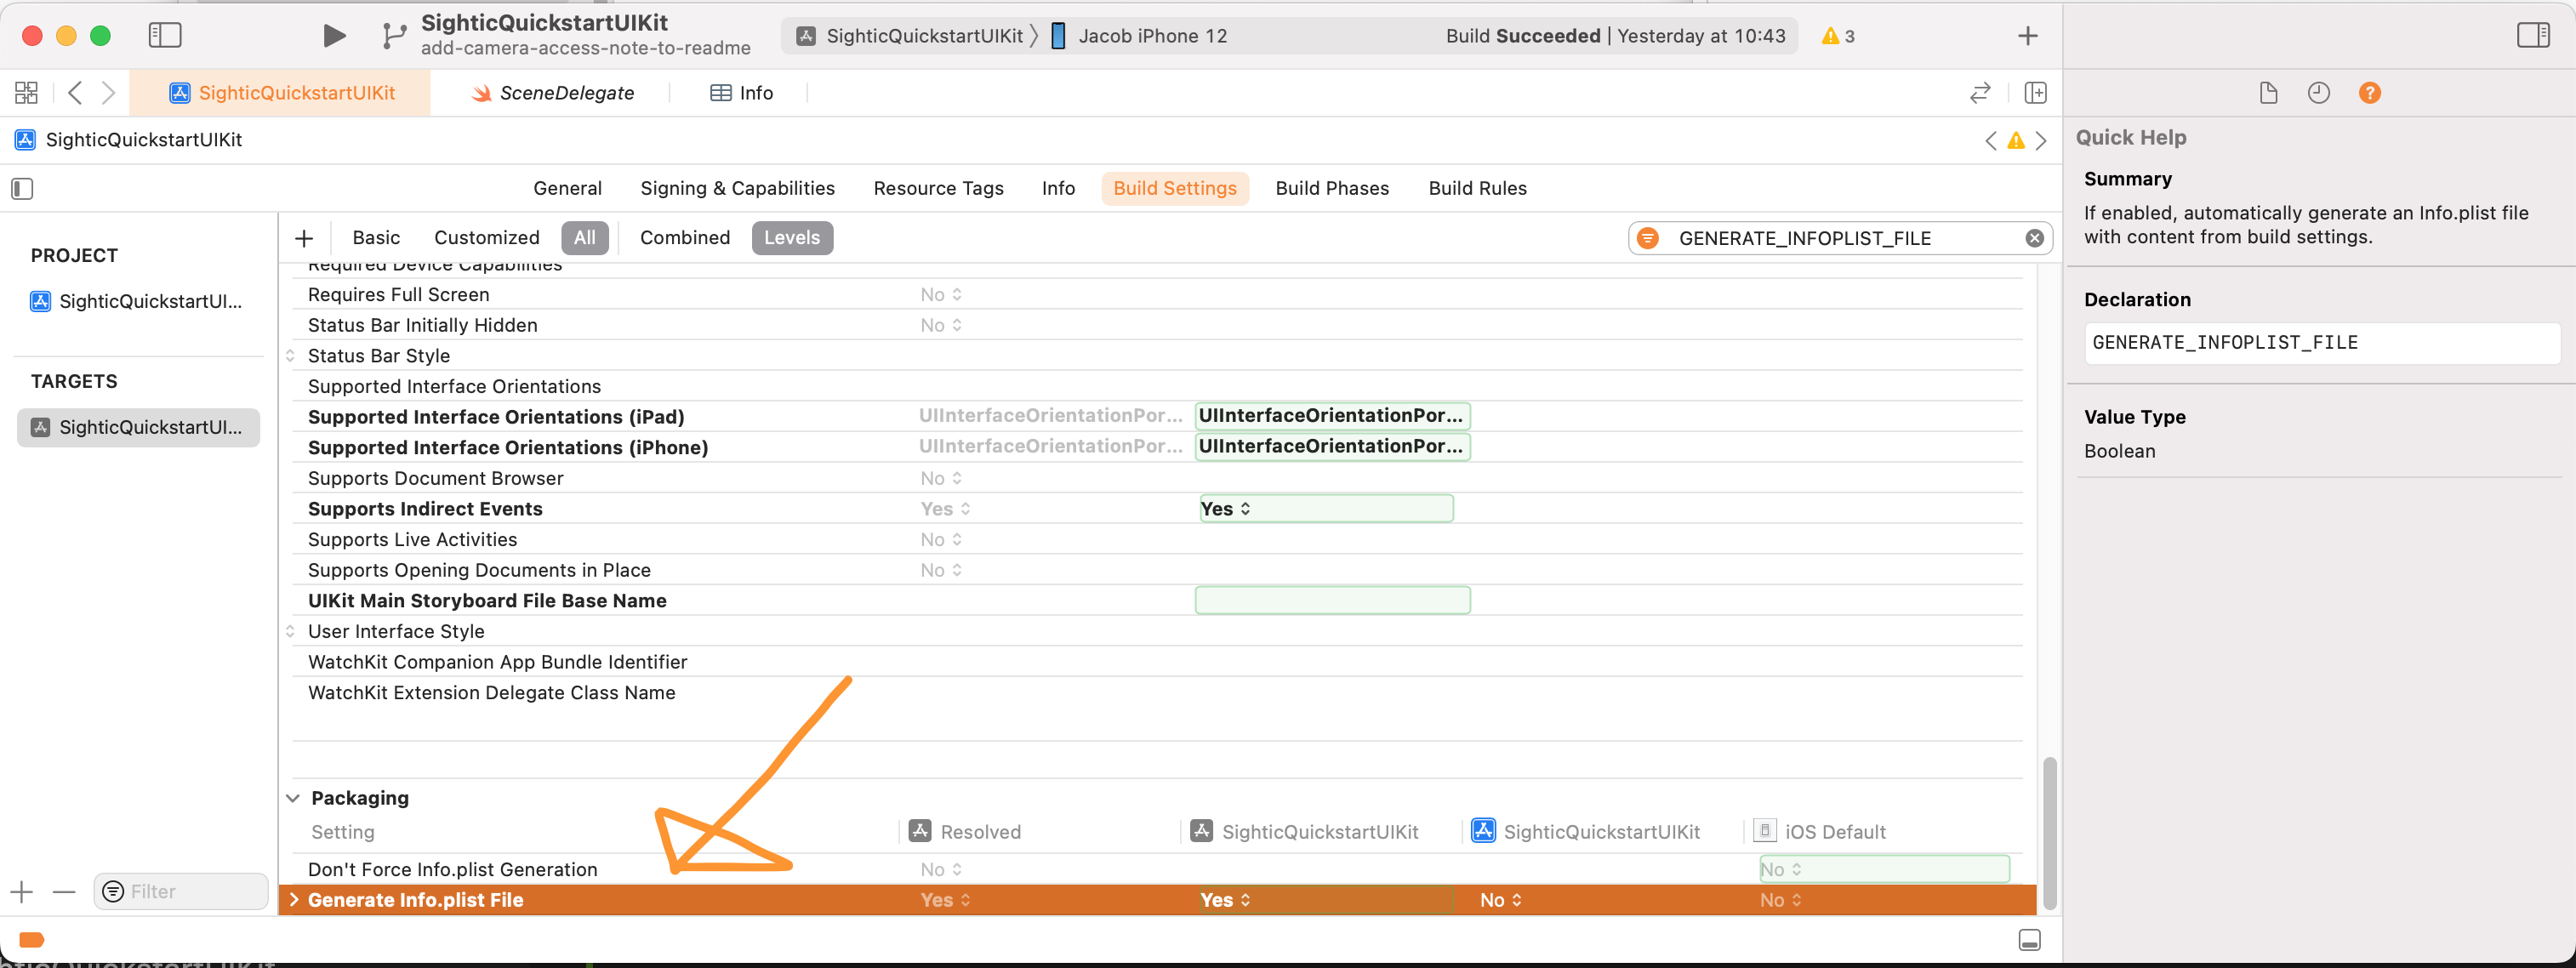 SighticQuickstartUIKit
add-camera-access-note-to-readme
SighticQuickstartUIKit
Jacob iPhone 12
Build Succeeded | Yesterday at 10:43
3
SighticQuickstartUIKit
SceneDelegate
Info
SighticQuickstartUIKit
General
Signing & Capabilities
Resource Tags
Info
Build Settings
Build Phases
Build Rules
PROJECT
SighticQuickstartUI...
TARGETS
SighticQuickstartUI...
Filter
Basic
Customized
All
Combined
Levels
GENERATE_INFOPLIST_FILE
Required Device Capabilities
Requires Full Screen No
Status Bar Initially Hidden No
Status Bar Style
Supported Interface Orientations
Supported Interface Orientations (iPad) UIInterfaceOrientationPor... UIInterfaceOrientationPor...
Supported Interface Orientations (iPhone) UIInterfaceOrientationPor... UIInterfaceOrientationPor...
Supports Document Browser No
Supports Indirect Events Yes Yes
Supports Live Activities No
Supports Opening Documents in Place No
UIKit Main Storyboard File Base Name
User Interface Style
WatchKit Companion App Bundle Identifier
WatchKit Extension Delegate Class Name
Packaging
Setting Resolved SighticQuickstartUIKit SighticQuickstartUIKit iOS Default
Don't Force Info.plist Generation No No
Generate Info.plist File Yes Yes No No
Quick Help
Summary
If enabled, automatically generate an Info.plist file
with content from build settings.
Declaration
GENERATE_INFOPLIST_FILE
Value Type
Boolean